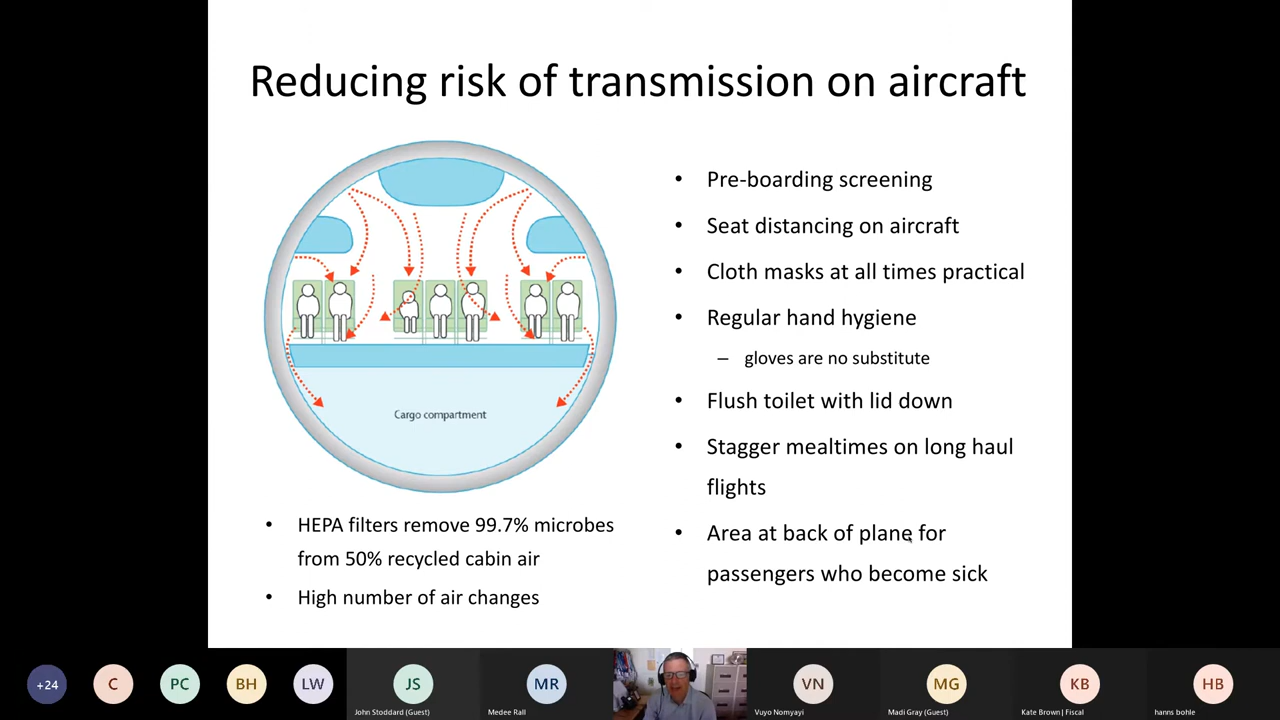 Reducing risk of transmission on aircraft
Cargo compartment
• HEPA filters remove 99.7% microbes
from 50% recycled cabin air
• High number of air changes
• Pre-boarding screening
• Seat distancing on aircraft
• Cloth masks at all times practical
• Regular hand hygiene
– gloves are no substitute
• Flush toilet with lid down
• Stagger mealtimes on long haul
flights
• Area at back of plane for
passengers who become sick
+24
C
PC
BH
LW
JS
John Stoddard (Guest)
MR
Medee Rall
VN
Vuyo Nomyayi
MG
Madi Gray (Guest)
KB
Kate Brown | Fiscal
HB
hanns bohle